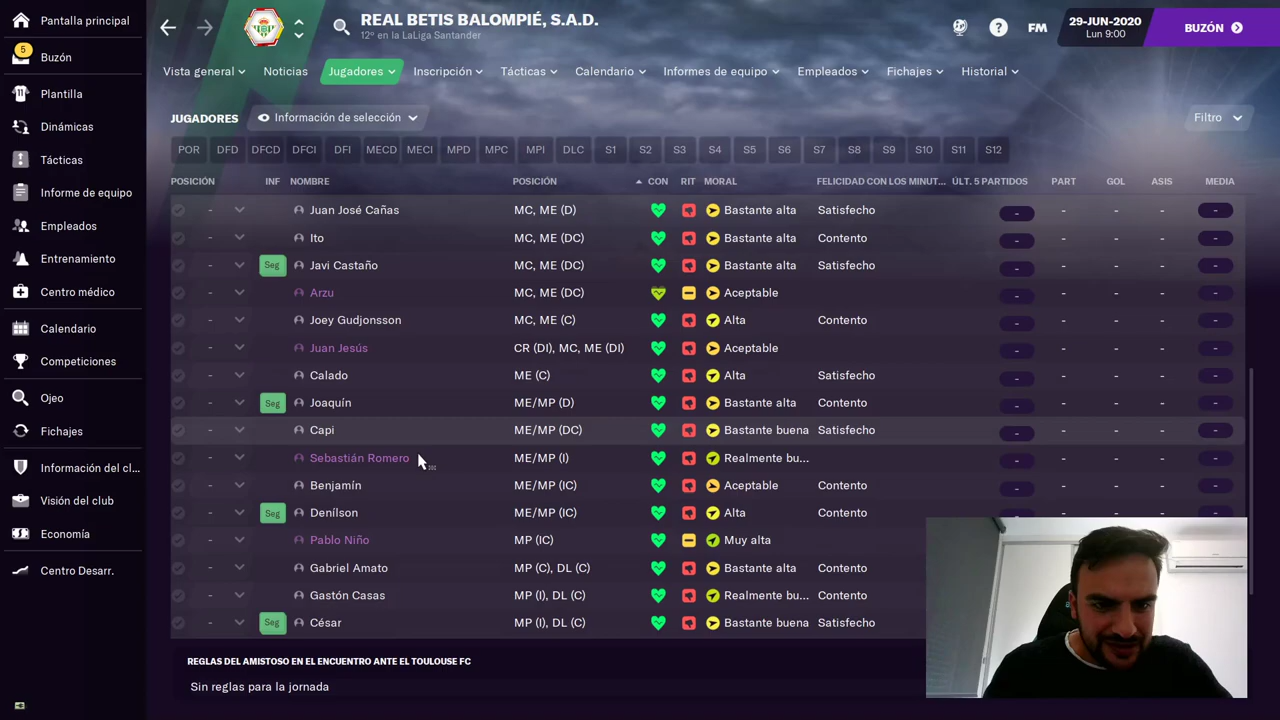 Pantalla principal
5
Buzón
Plantilla
Dinámicas
Tácticas
Informe de equipo
Empleados
Entrenamiento
Centro médico
Calendario
Competiciones
Ojeo
Fichajes
Información del cl...
Visión del club
Economía
Centro Desarr.
REAL BETIS BALOMPIÉ, S.A.D.
12º en la LaLiga Santander
FM
29-JUN-2020
Lun 9:00
BUZÓN
Vista general
Noticias
Jugadores
Inscripción
Tácticas
Calendario
Informes de equipo
Empleados
Fichajes
Historial
JUGADORES
Información de selección
Filtro
POR DFD DFCD DFCI DFI MECD MECI MPD MPC MPI DLC S1 S2 S3 S4 S5 S6 S7 S8 S9 S10 S11 S12
POSICIÓN INF NOMBRE POSICIÓN CON RIT MORAL FELICIDAD CON LOS MINUT... ÚLT. 5 PARTIDOS PART GOL ASIS MEDIA
- Juan José Cañas MC, ME (D) Bastante alta Satisfecho - - - - -
- Ito MC, ME (DC) Bastante alta Contento - - - - -
- Seg Javi Castaño MC, ME (DC) Bastante alta Satisfecho - - - - -
- Arzu MC, ME (DC) Aceptable - - - - -
- Joey Gudjonsson MC, ME (C) Alta Contento - - - - -
- Juan Jesús CR (DI), MC, ME (DI) Aceptable - - - - -
- Calado ME (C) Alta Satisfecho - - - - -
- Seg Joaquín ME/MP (D) Bastante alta Contento - - - - -
- Capi ME/MP (DC) Bastante buena Satisfecho - - - - -
- Sebastián Romero ME/MP (I) Realmente bu... - - - - -
- Benjamín ME/MP (IC) Aceptable Contento - - - - -
- Seg Denílson ME/MP (IC) Alta Contento - - - - -
- Pablo Niño MP (IC) Muy alta
- Gabriel Amato MP (C), DL (C) Bastante alta Contento
- Gastón Casas MP (I), DL (C) Realmente bu... Contento
- Seg César MP (I), DL (C) Bastante buena Satisfecho
REGLAS DEL AMISTOSO EN EL ENCUENTRO ANTE EL TOULOUSE FC
Sin reglas para la jornada